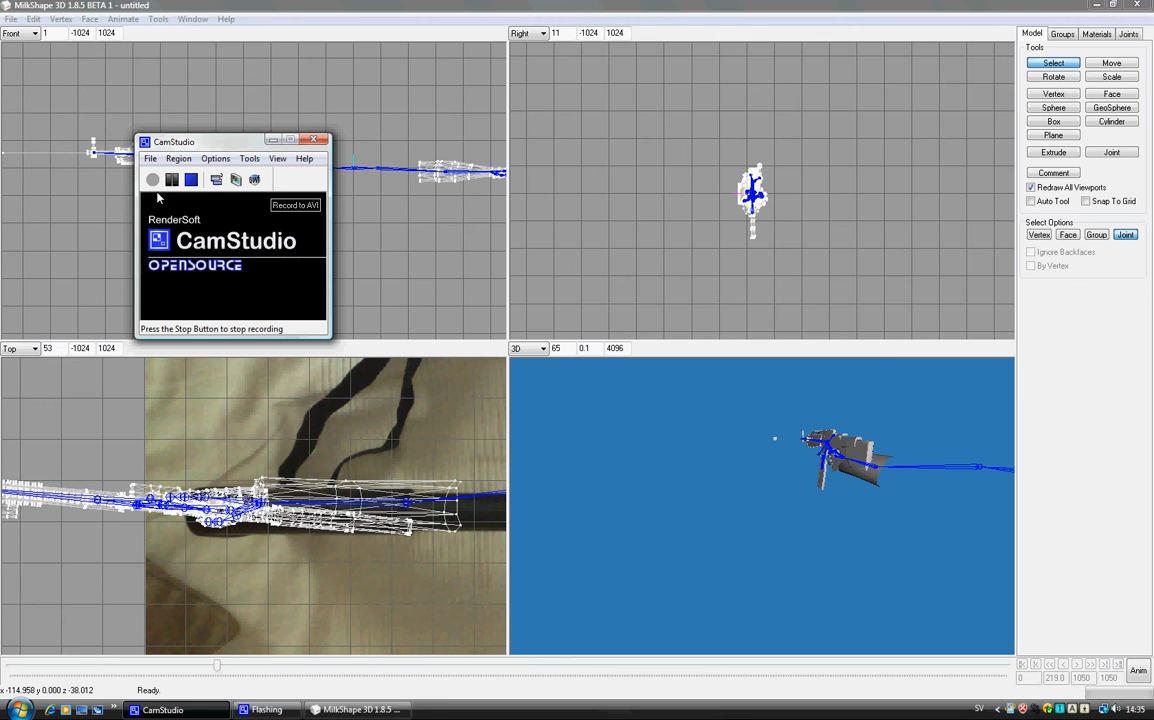 MilkShape 3D 1.8.5 BETA 1 - untitled
File Edit Vertex Face Animate Tools Window Help
Front 1 -1024 1024
Right 11 -1024 1024
Model Groups Materials Joints
Tools
Select Move
Rotate Scale
Vertex Face
Sphere GeoSphere
Box Cylinder
Plane
Extrude Joint
Comment
Redraw All Viewports
Auto Tool Snap To Grid
Select Options
Vertex Face Group Joint
Ignore Backfaces
By Vertex
CamStudio
File Region Options Tools View Help
Record to AVI
RenderSoft
CamStudio
OPENSOURCE
Press the Stop Button to stop recording
Top 53 -1024 1024
3D 65 0.1 4096
Anim
0 219.0 1050 1050
x -114.958 y 0.000 z -38.012 Ready.
CamStudio Flashing MilkShape 3D 1.8.5 ... SV 14:35